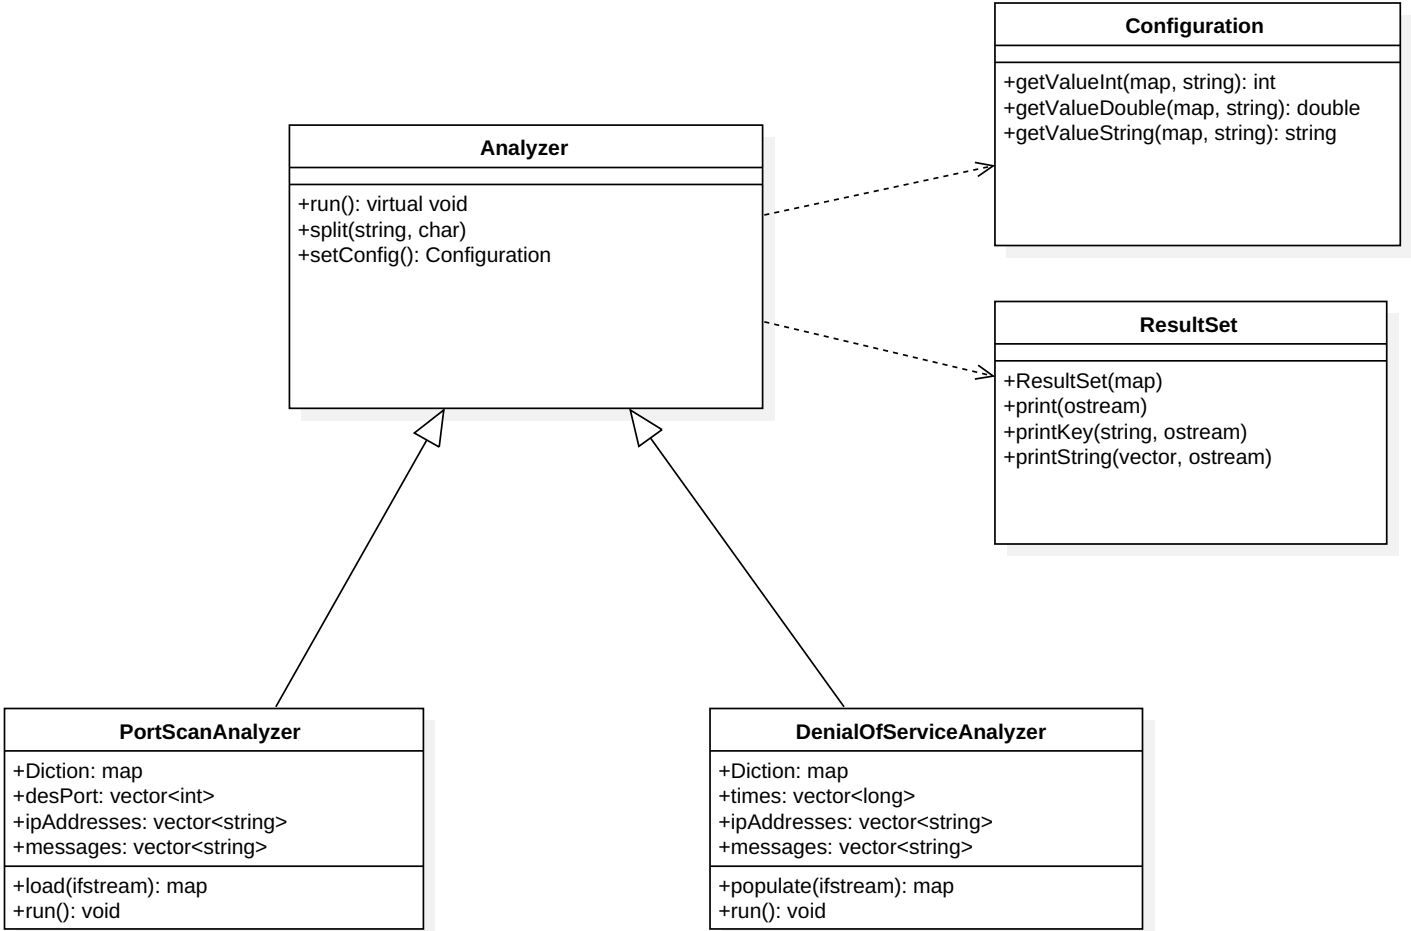 Configuration
+getValueInt(map, string): int
+getValueDouble(map, string): double
+getValueString(map, string): string
Analyzer
+run(): virtual void
+split(string, char)
+setConfig(): Configuration
ResultSet
+ResultSet(map)
+print(ostream)
+printKey(string, ostream)
+printString(vector, ostream)
PortScanAnalyzer
+Diction: map
+desPort: vector<int>
+ipAddresses: vector<string>
+messages: vector<string>
+load(ifstream): map
+run(): void
DenialOfServiceAnalyzer
+Diction: map
+times: vector<long>
+ipAddresses: vector<string>
+messages: vector<string>
+populate(ifstream): map
+run(): void